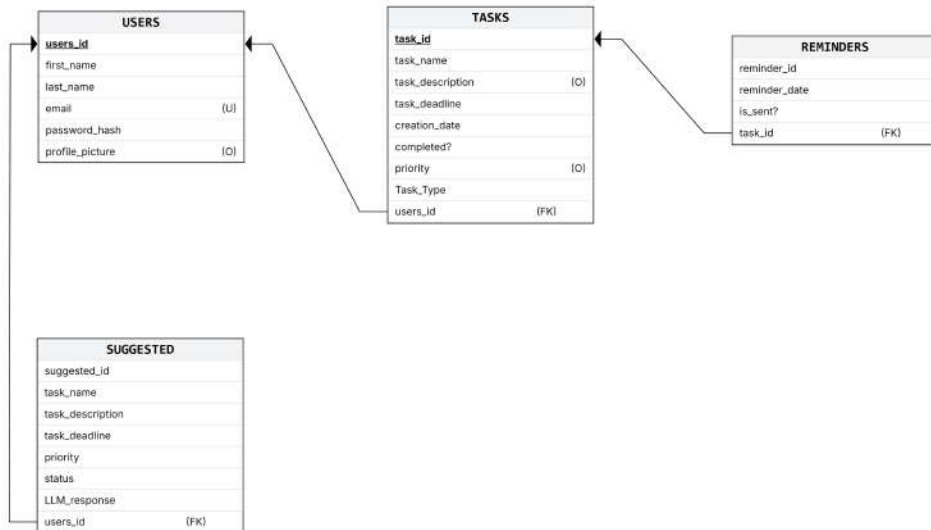 USERS
users_id
first_name
last_name
email (U)
password_hash
profile_picture (O)
TASKS
task_id
task_name
task_description (O)
task_deadline
creation_date
completed?
priority (O)
Task_Type
users_id (FK)
REMINDERS
reminder_id
reminder_date
is_sent?
task_id (FK)
SUGGESTED
suggested_id
task_name
task_description
task_deadline
priority
status
LLM_response
users_id (FK)